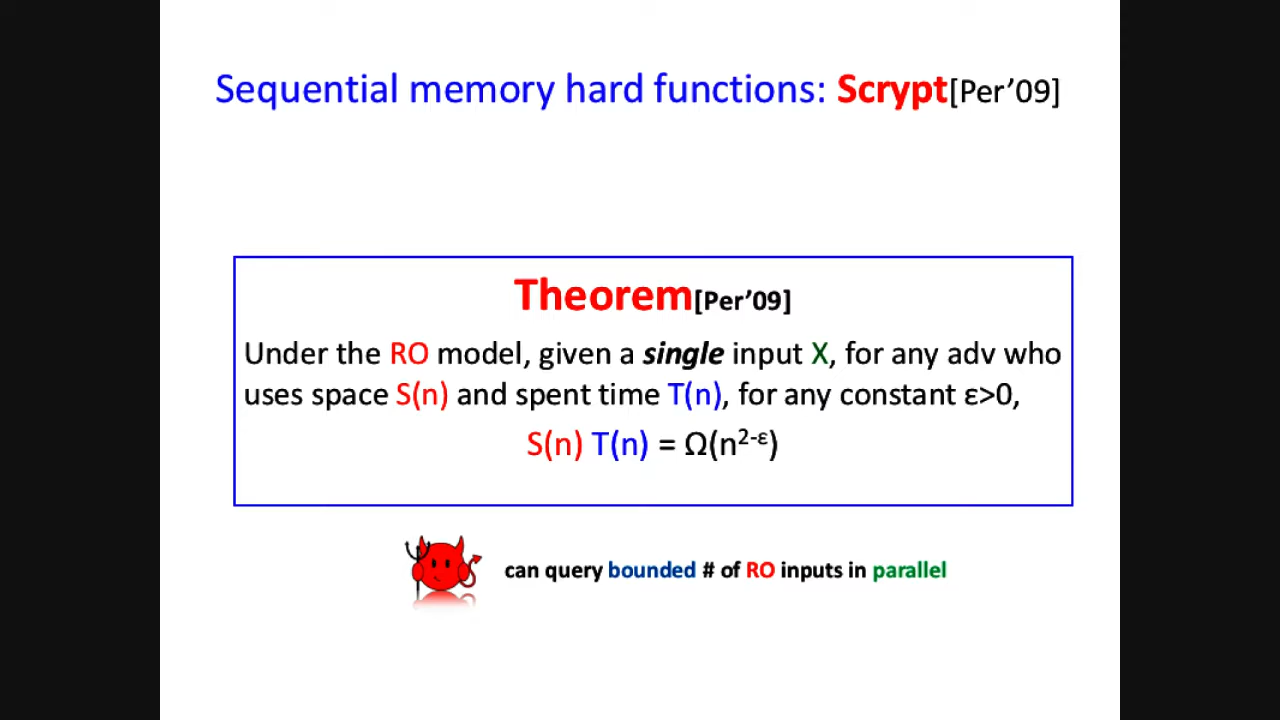 Sequential memory hard functions: Scrypt[Per’09]
Theorem[Per’09]
Under the RO model, given a single input X, for any adv who
uses space S(n) and spent time T(n), for any constant ε>0,
S(n) T(n) = Ω(n²⁻ᵋ)
can query bounded # of RO inputs in parallel